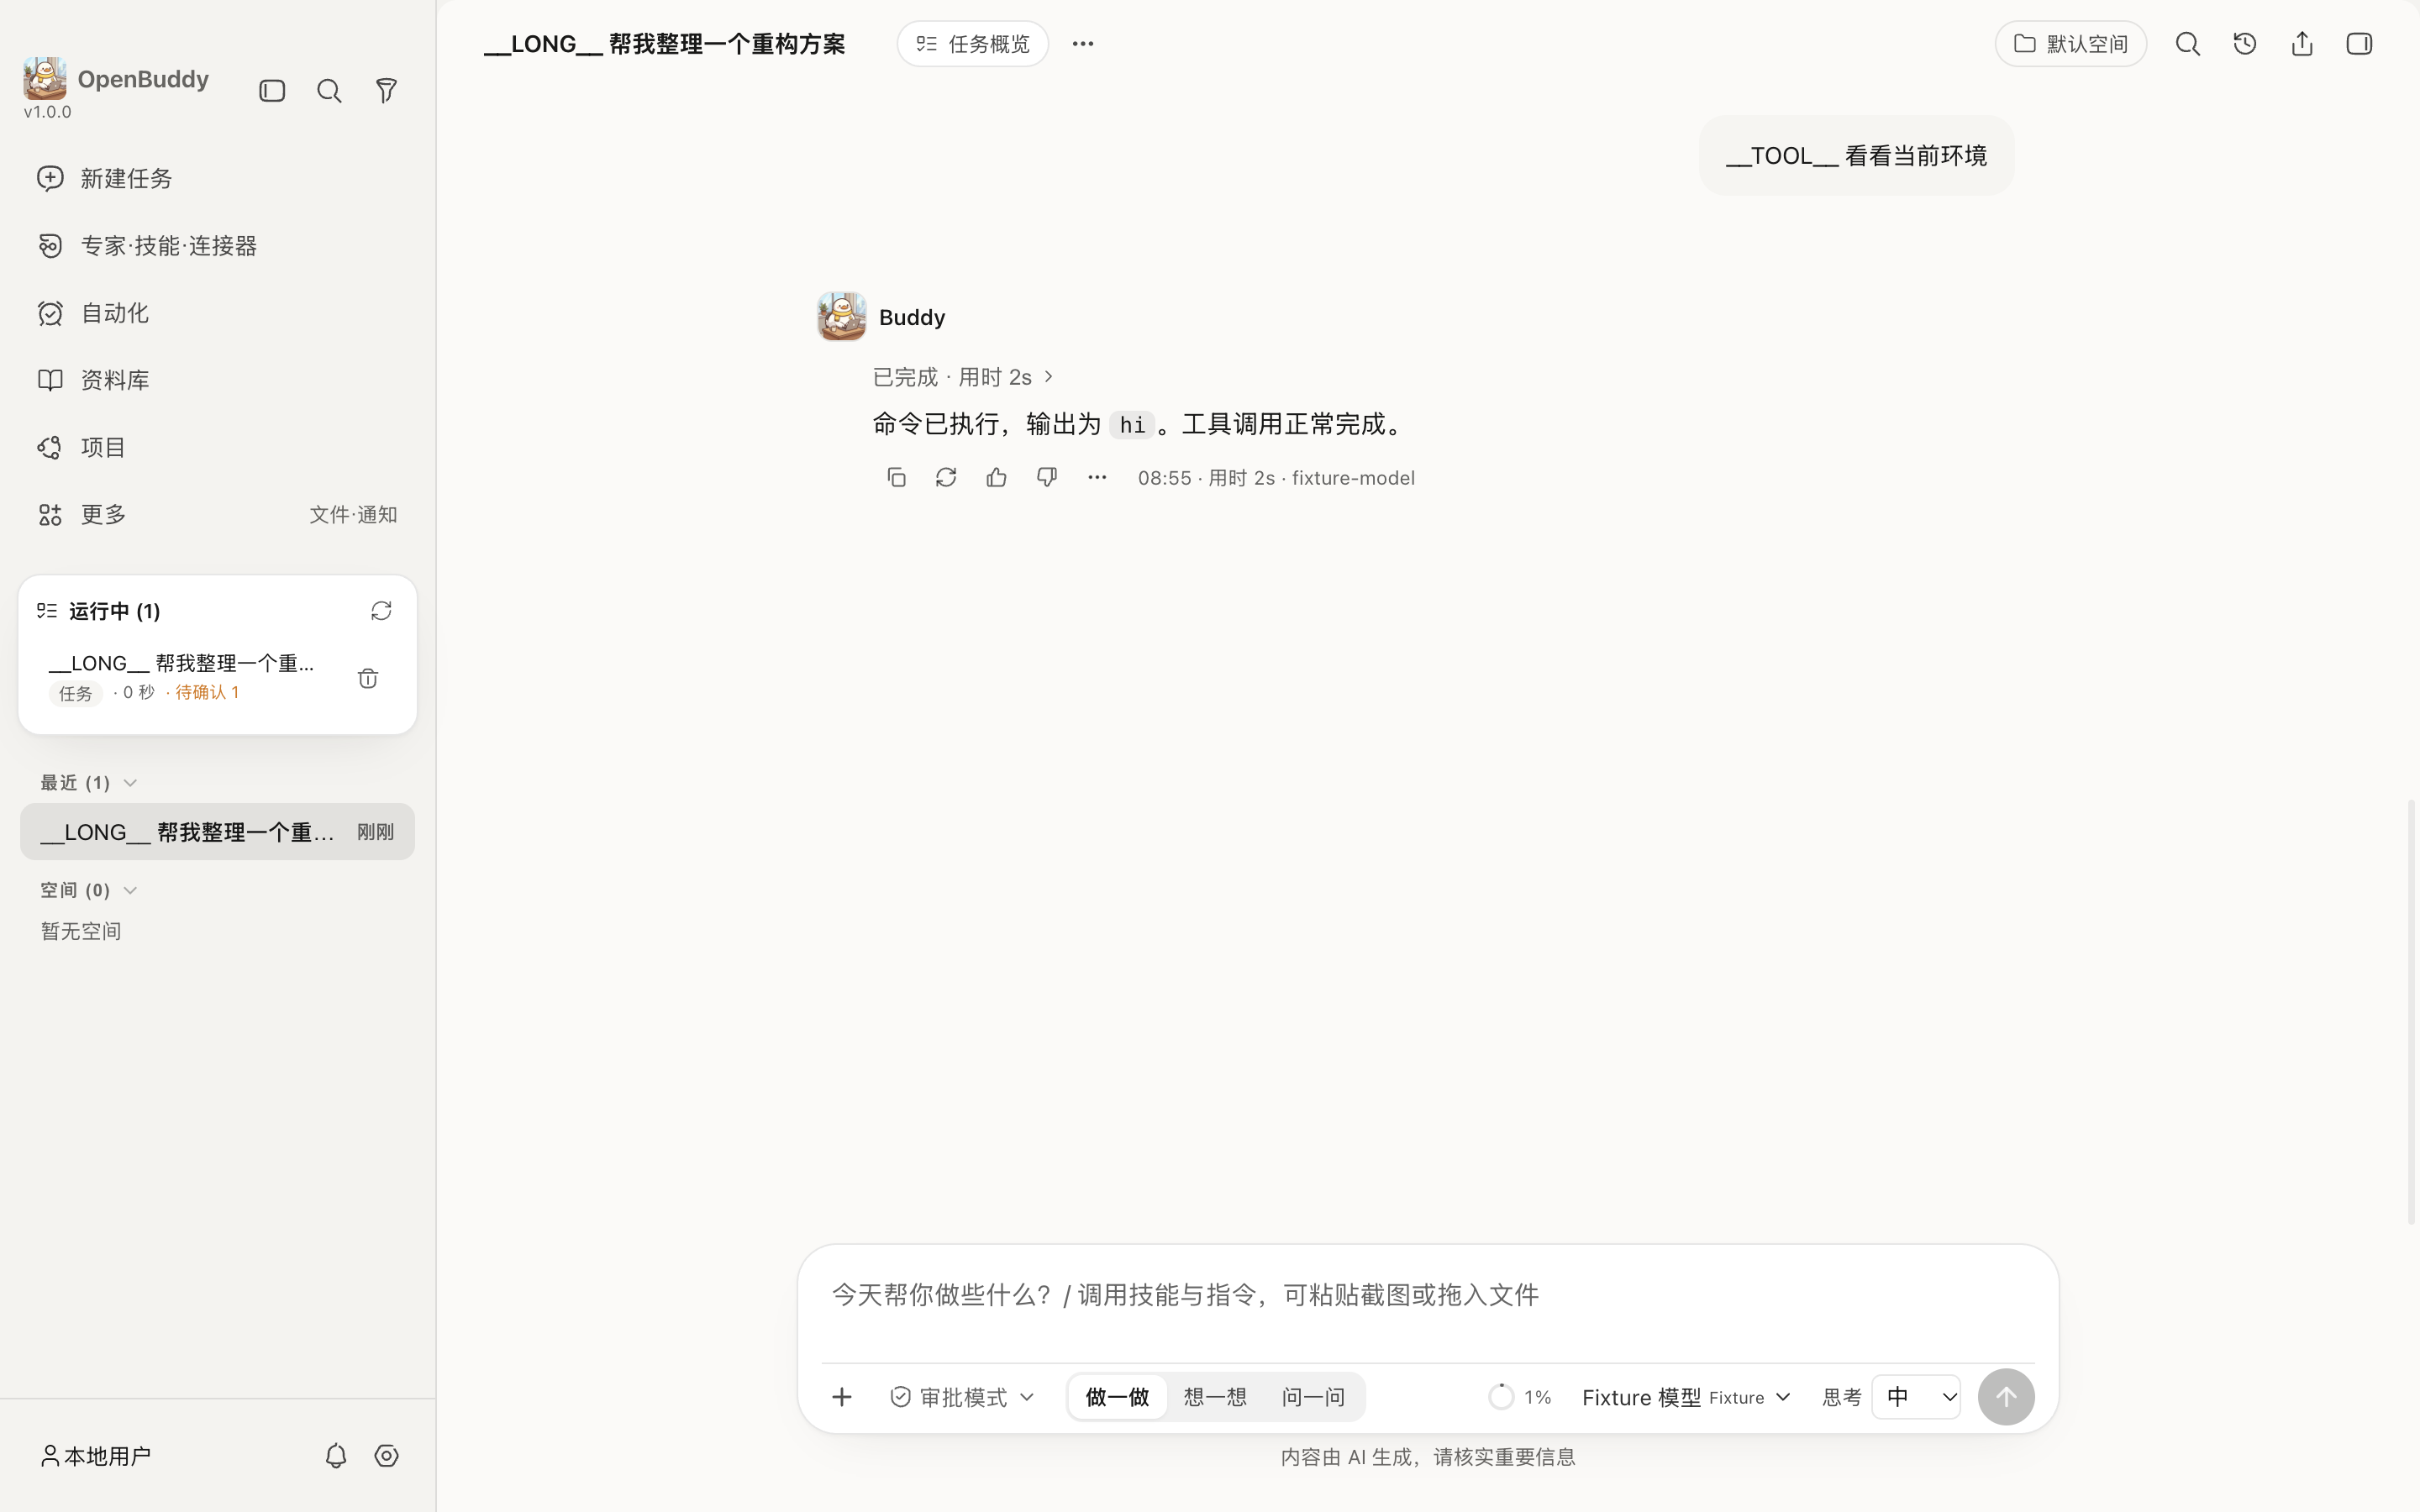 OpenBuddy
v1.0.0
新建任务
专家·技能·连接器
自动化
资料库
项目
更多 文件·通知
运行中 (1)
__LONG__ 帮我整理一个重...
任务 · 0 秒 · 待确认 1
最近 (1)
__LONG__ 帮我整理一个重... 刚刚
空间 (0)
暂无空间
本地用户
__LONG__ 帮我整理一个重构方案 任务概览 默认空间
__TOOL__ 看看当前环境
Buddy
已完成 · 用时 2s
命令已执行，输出为 hi 。工具调用正常完成。
08:55 · 用时 2s · fixture-model
今天帮你做些什么？/ 调用技能与指令，可粘贴截图或拖入文件
审批模式 做一做 想一想 问一问 1% Fixture 模型 Fixture 思考 中
内容由 AI 生成，请核实重要信息